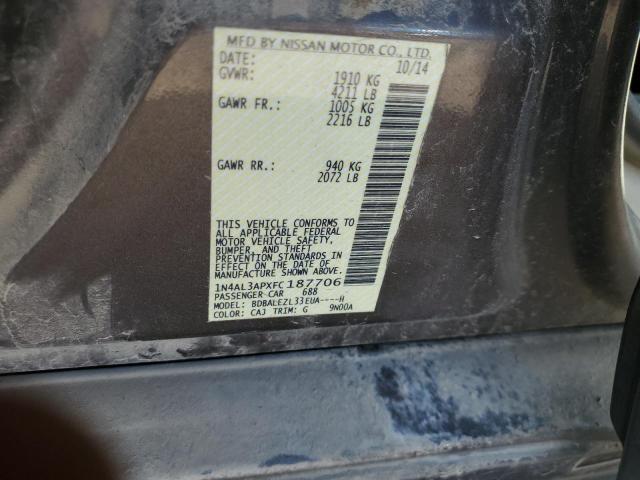 MFD BY NISSAN MOTOR CO., LTD.
DATE: 10/14
GVWR: 1910 KG
4211 LB
GAWR FR.: 1005 KG
2216 LB
GAWR RR.: 940 KG
2072 LB
THIS VEHICLE CONFORMS TO
ALL APPLICABLE FEDERAL
MOTOR VEHICLE SAFETY,
BUMPER, AND THEFT
PREVENTION STANDARDS IN
EFFECT ON THE DATE OF
MANUFACTURE SHOWN ABOVE.
1N4AL3APXFC187706
PASSENGER CAR 688
MODEL: BDBALEZL33EUA----H
COLOR: CAJ TRIM: G 9N00A